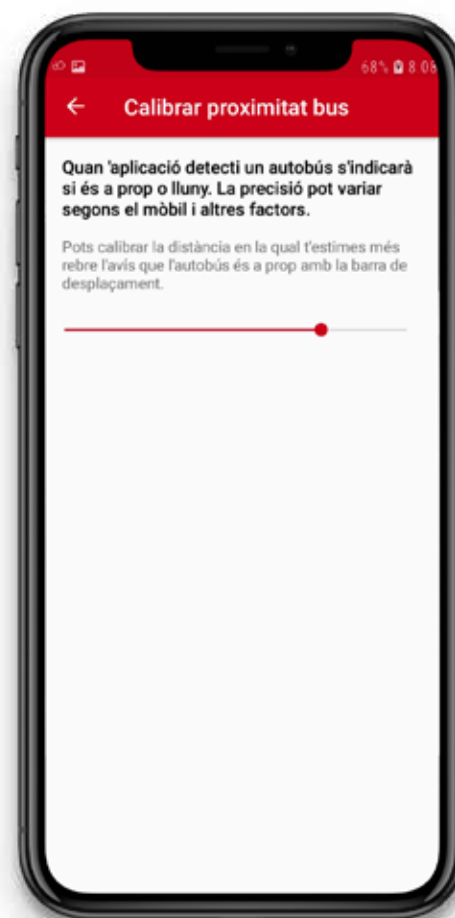 68% 8:08
Calibrar proximitat bus
Quan 'aplicació detecti un autobús s'indicarà
si és a prop o lluny. La precisió pot variar
segons el mòbil i altres factors.
Pots calibrar la distància en la qual t'estimes més
rebre l'avís que l'autobús és a prop amb la barra de
desplaçament.